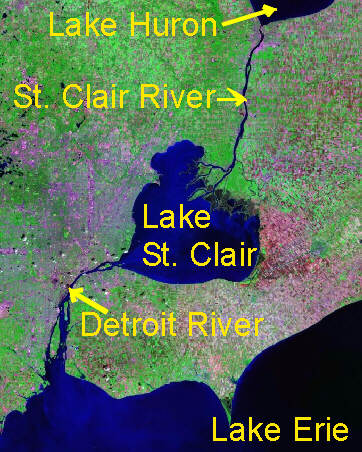 Lake Huron
St. Clair River
Lake
St. Clair
Detroit River
Lake Erie